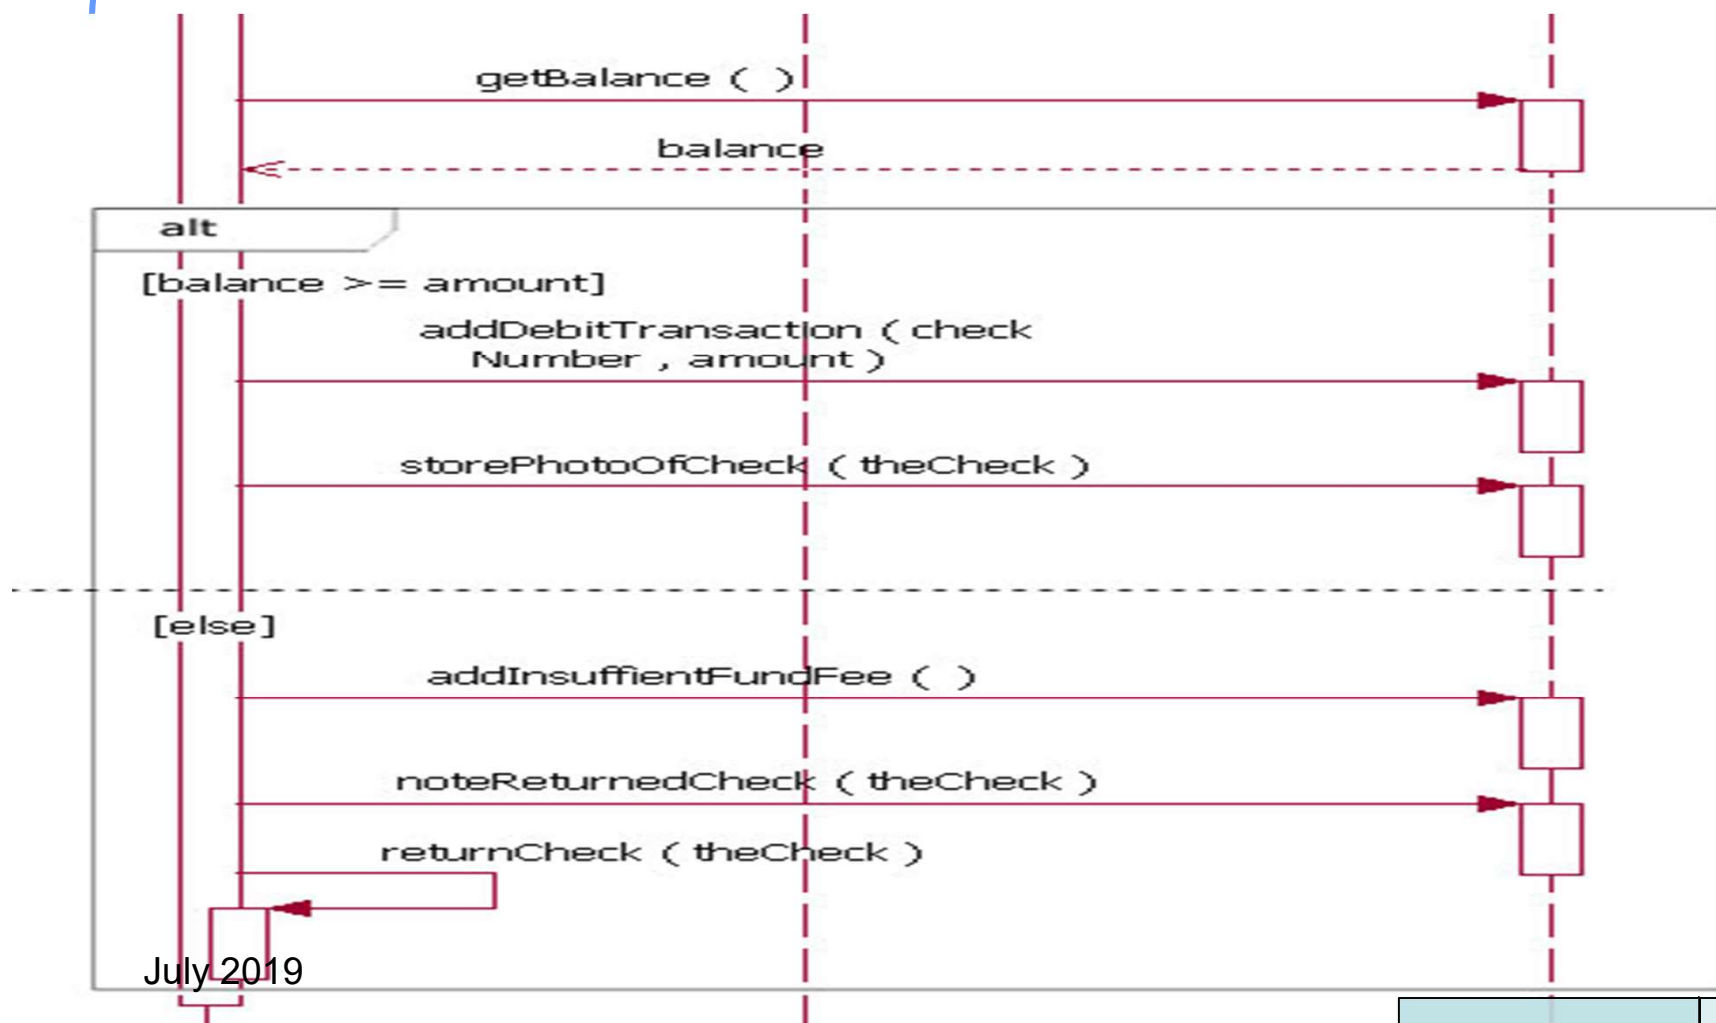 getBalance ( )
balance
alt
[balance >= amount]
addDebitTransaction ( check
Number , amount )
storePhotoOfCheck ( theCheck )
[else]
addInsuffientFundFee ( )
noteReturnedCheck ( theCheck )
returnCheck ( theCheck )
July 2019